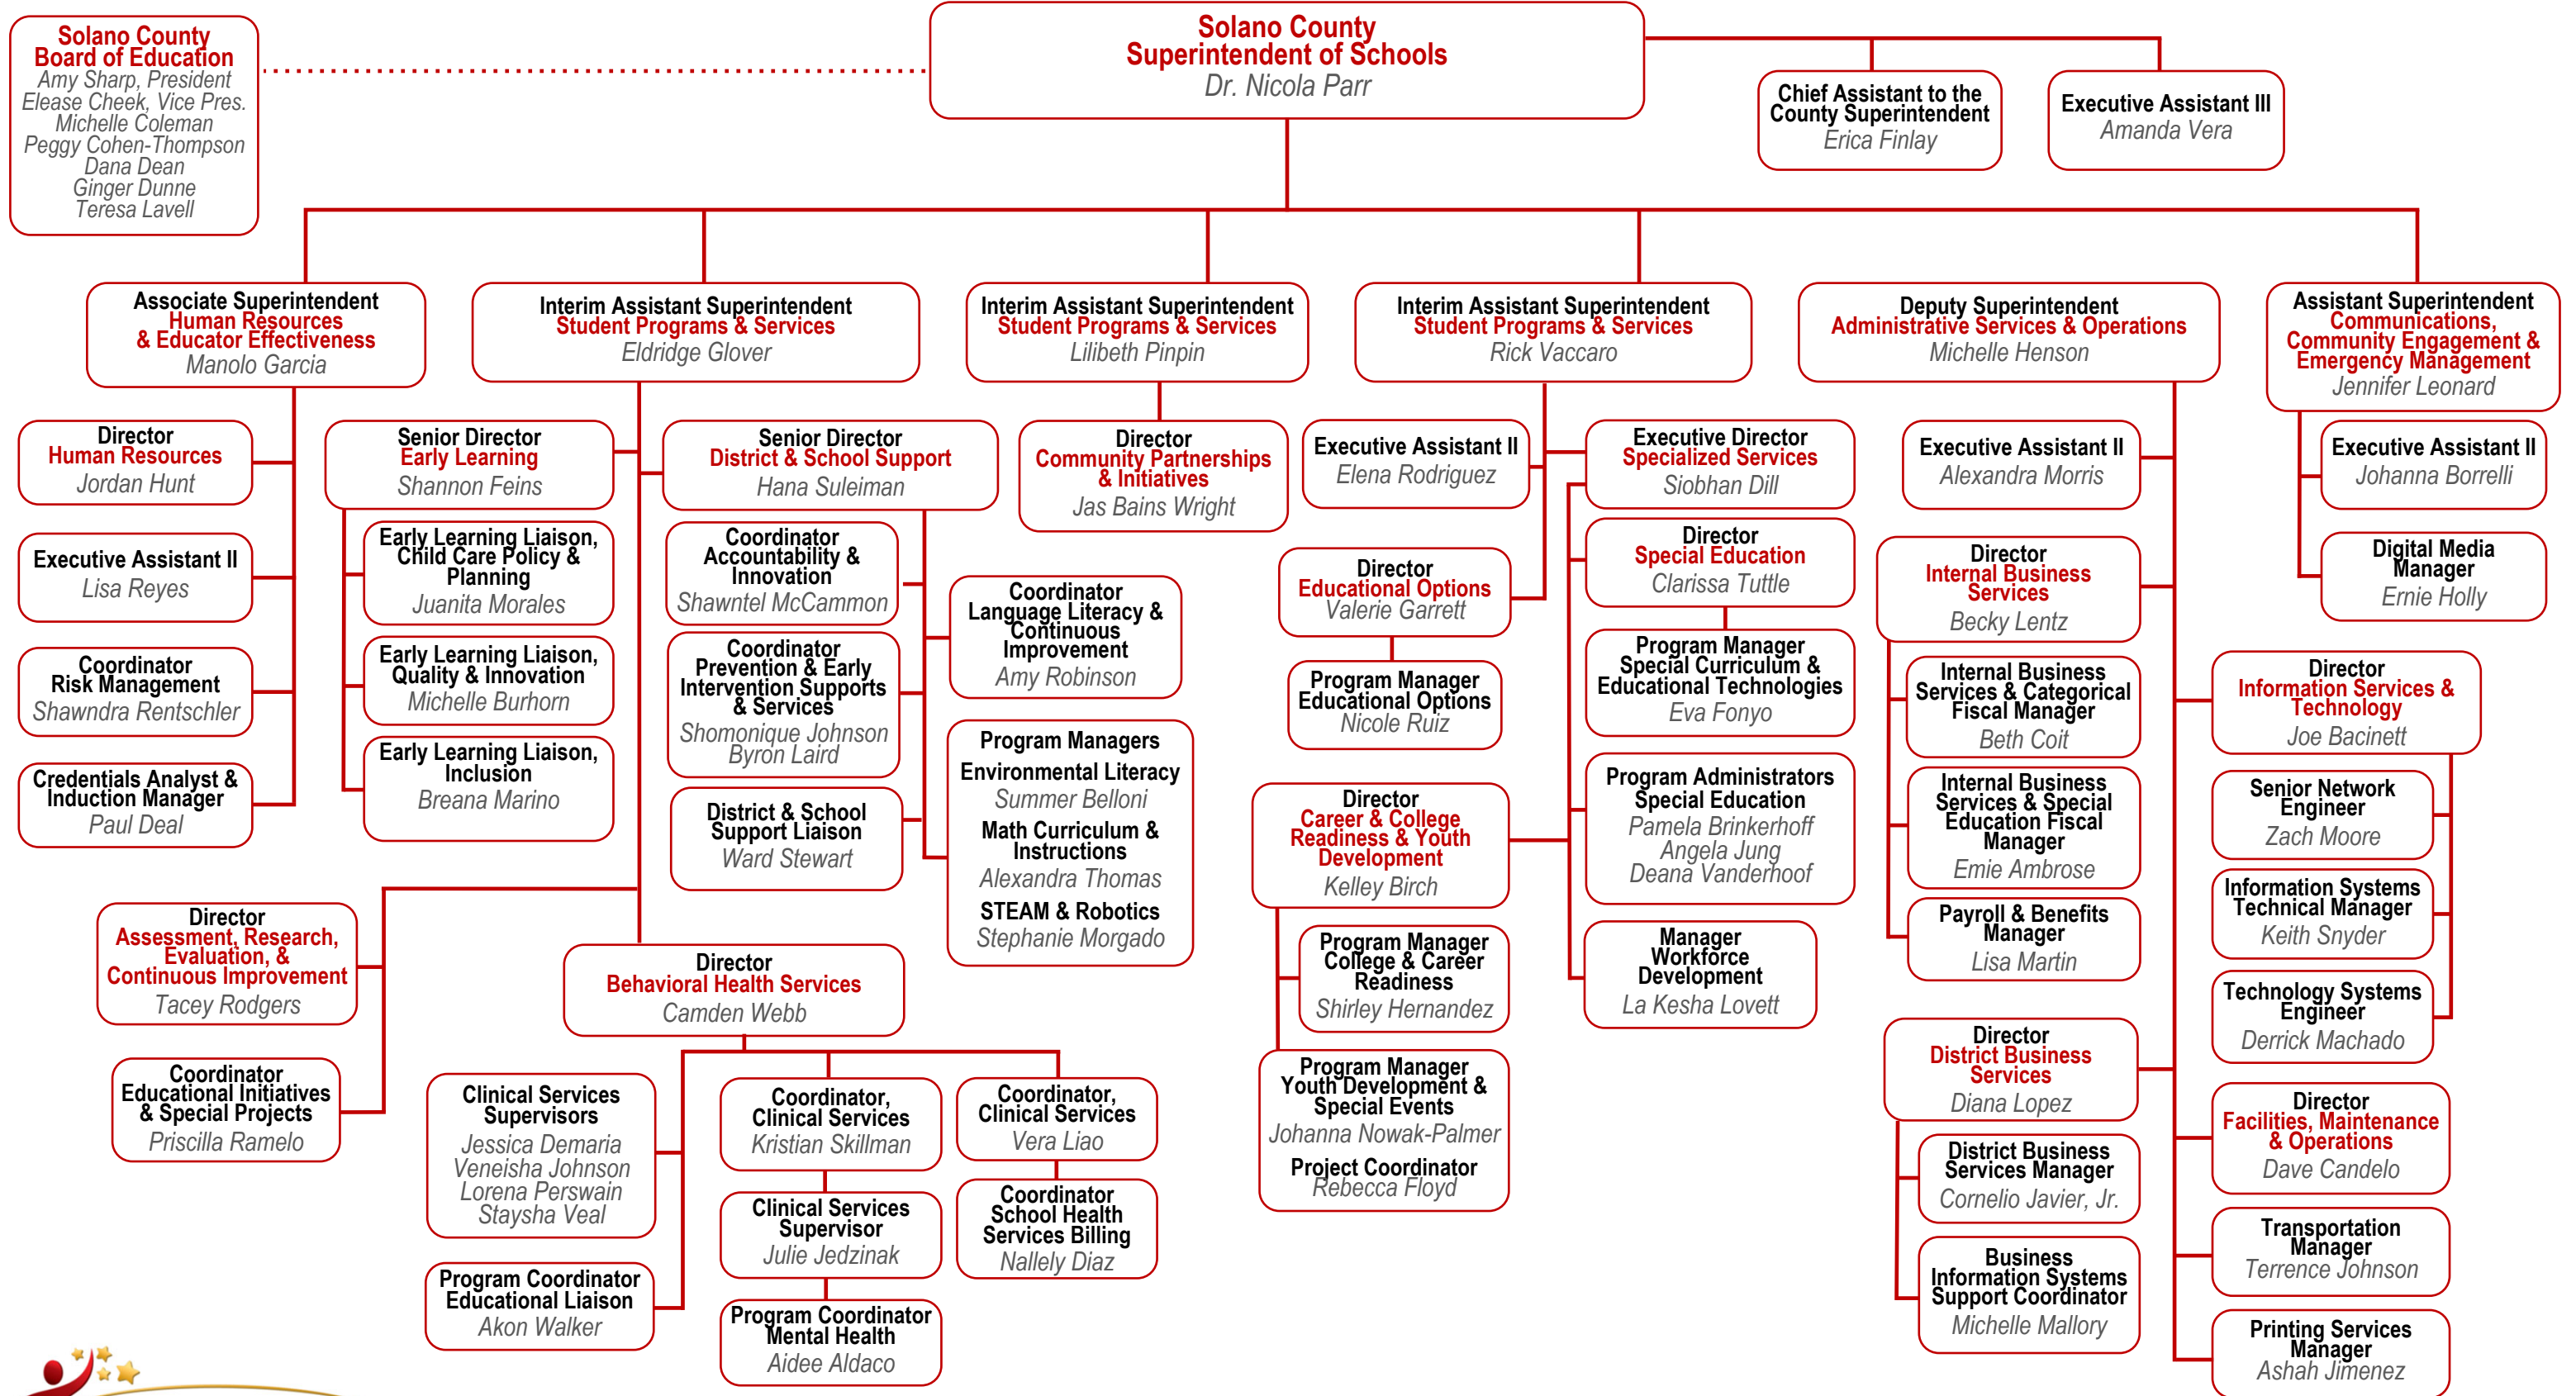 Solano County
Board of Education
Amy Sharp, President
Elease Cheek, Vice Pres.
Michelle Coleman
Peggy Cohen-Thompson
Dana Dean
Ginger Dunne
Teresa Lavell
Solano County
Superintendent of Schools
Dr. Nicola Parr
Chief Assistant to the
County Superintendent
Erica Finlay
Executive Assistant III
Amanda Vera
Associate Superintendent
Human Resources
& Educator Effectiveness
Manolo Garcia
Director
Human Resources
Jordan Hunt
Executive Assistant II
Lisa Reyes
Coordinator
Risk Management
Shawndra Rentschler
Credentials Analyst &
Induction Manager
Paul Deal
Interim Assistant Superintendent
Student Programs & Services
Eldridge Glover
Senior Director
Early Learning
Shannon Feins
Early Learning Liaison,
Child Care Policy &
Planning
Juanita Morales
Early Learning Liaison,
Quality & Innovation
Michelle Burhorn
Early Learning Liaison,
Inclusion
Breana Marino
Senior Director
District & School Support
Hana Suleiman
Coordinator
Accountability &
Innovation
Shawntel McCammon
Coordinator
Prevention & Early
Intervention Supports
& Services
Shomonique Johnson
Byron Laird
District & School
Support Liaison
Ward Stewart
Coordinator
Language Literacy &
Continuous
Improvement
Amy Robinson
Program Managers
Environmental Literacy
Summer Belloni
Math Curriculum &
Instructions
Alexandra Thomas
STEAM & Robotics
Stephanie Morgado
Director
Assessment, Research,
Evaluation, &
Continuous Improvement
Tacey Rodgers
Coordinator
Educational Initiatives
& Special Projects
Priscilla Ramelo
Director
Behavioral Health Services
Camden Webb
Clinical Services
Supervisors
Jessica Demaria
Veneisha Johnson
Lorena Perswain
Staysha Veal
Program Coordinator
Educational Liaison
Akon Walker
Coordinator,
Clinical Services
Kristian Skillman
Clinical Services
Supervisor
Julie Jedzinak
Program Coordinator
Mental Health
Aidee Aldaco
Coordinator,
Clinical Services
Vera Liao
Coordinator
School Health
Services Billing
Nallely Diaz
Interim Assistant Superintendent
Student Programs & Services
Lilibeth Pinpin
Director
Community Partnerships
& Initiatives
Jas Bains Wright
Interim Assistant Superintendent
Student Programs & Services
Rick Vaccaro
Executive Assistant II
Elena Rodriguez
Director
Educational Options
Valerie Garrett
Program Manager
Educational Options
Nicole Ruiz
Director
Career & College
Readiness & Youth
Development
Kelley Birch
Program Manager
College & Career
Readiness
Shirley Hernandez
Program Manager
Youth Development &
Special Events
Johanna Nowak-Palmer
Project Coordinator
Rebecca Floyd
Executive Director
Specialized Services
Siobhan Dill
Director
Special Education
Clarissa Tuttle
Program Manager
Special Curriculum &
Educational Technologies
Eva Fonyo
Program Administrators
Special Education
Pamela Brinkerhoff
Angela Jung
Deana Vanderhoof
Manager
Workforce
Development
La Kesha Lovett
Deputy Superintendent
Administrative Services & Operations
Michelle Henson
Executive Assistant II
Alexandra Morris
Director
Internal Business
Services
Becky Lentz
Internal Business
Services & Categorical
Fiscal Manager
Beth Coit
Internal Business
Services & Special
Education Fiscal
Manager
Emie Ambrose
Payroll & Benefits
Manager
Lisa Martin
Director
District Business
Services
Diana Lopez
District Business
Services Manager
Cornelio Javier, Jr.
Business
Information Systems
Support Coordinator
Michelle Mallory
Director
Information Services &
Technology
Joe Bacinett
Senior Network
Engineer
Zach Moore
Information Systems
Technical Manager
Keith Snyder
Technology Systems
Engineer
Derrick Machado
Director
Facilities, Maintenance
& Operations
Dave Candelo
Transportation
Manager
Terrence Johnson
Printing Services
Manager
Ashah Jimenez
Assistant Superintendent
Communications,
Community Engagement &
Emergency Management
Jennifer Leonard
Executive Assistant II
Johanna Borrelli
Digital Media
Manager
Ernie Holly